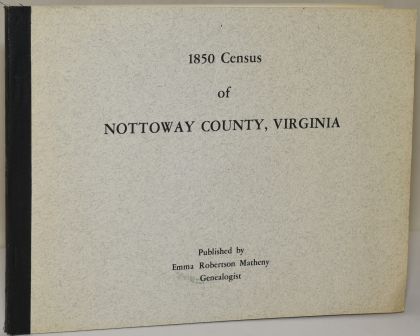 1850 Census
of
NOTTOWAY COUNTY, VIRGINIA
Published by
Emma Robertson Matheny
Genealogist